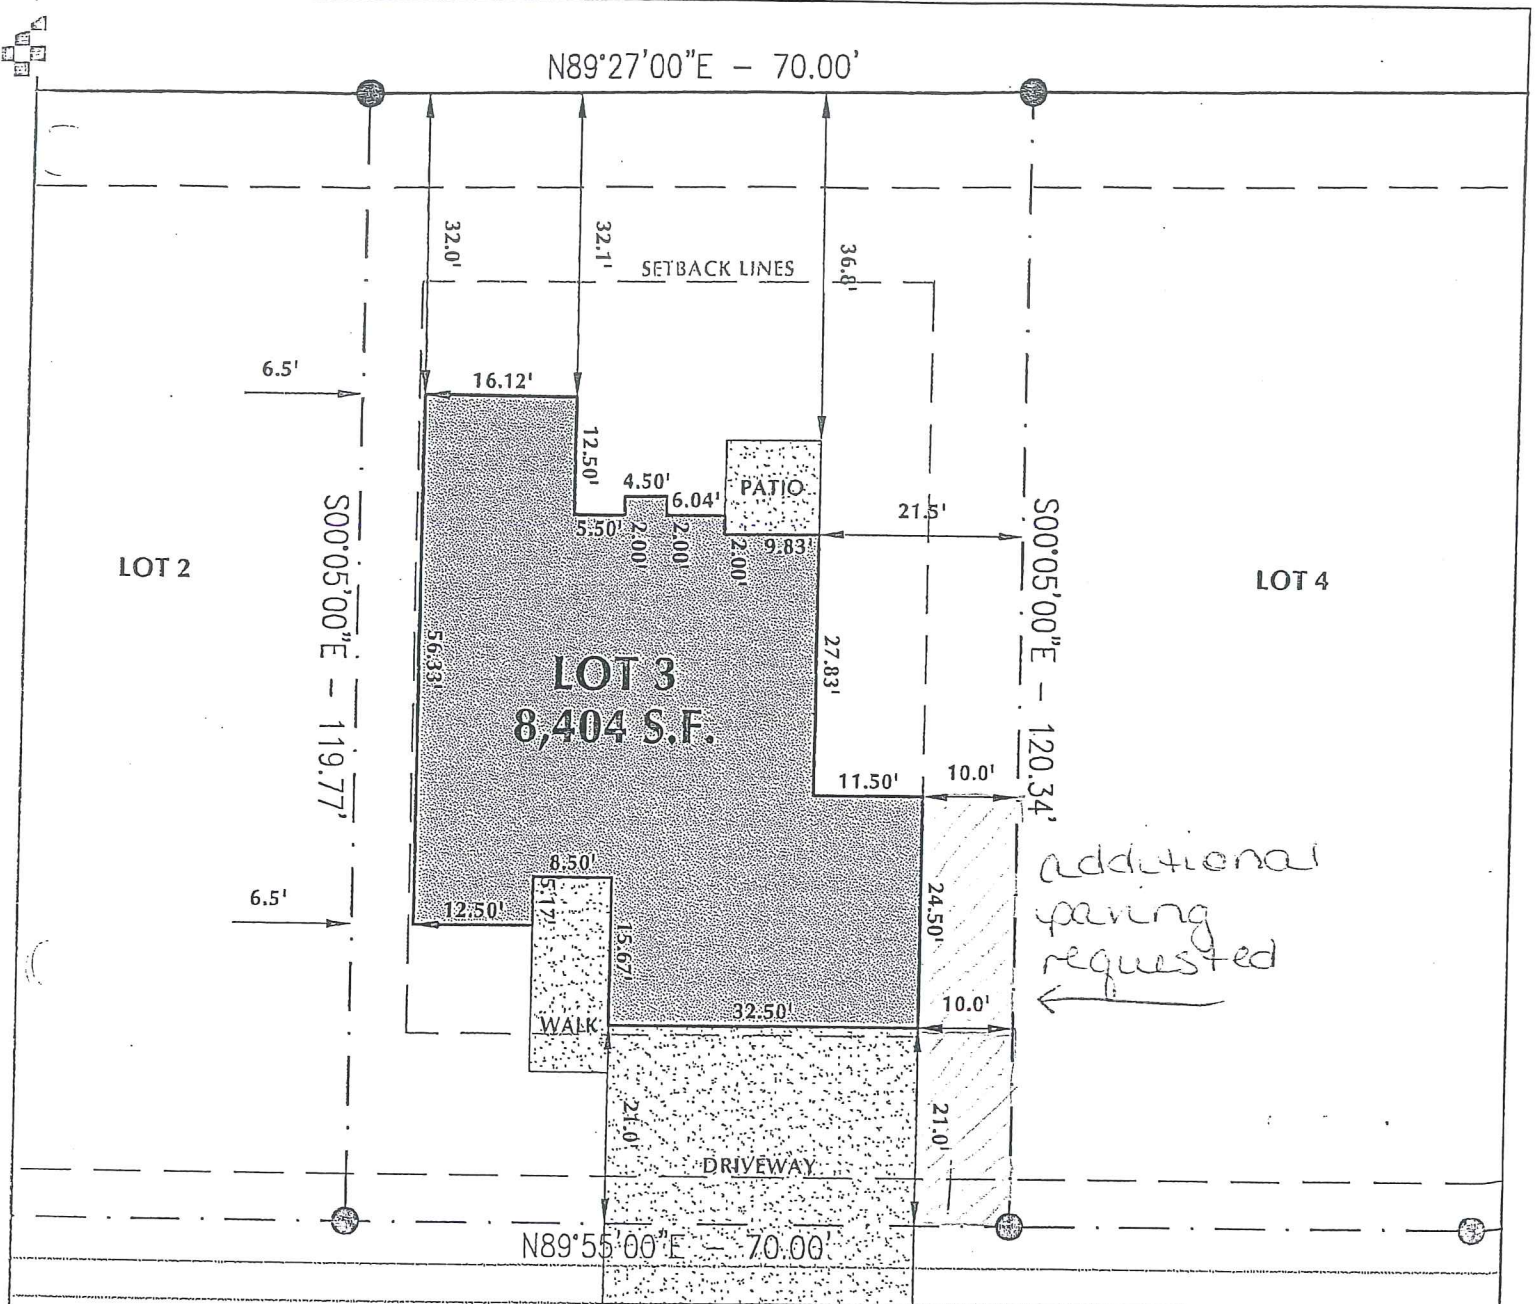 N89°27'00"E - 70.00'
32.0'
32.1'
36.8'
SETBACK LINES
6.5'
16.12'
12.50'
4.50'
6.04'
PATIO
5.50'
2.00'
2.00'
2.00'
9.83'
21.5'
LOT 2
S00°05'00"E - 119.77'
S00°05'00"E - 120.34'
LOT 4
56.33'
LOT 3
8,404 S.F.
27.83'
11.50'
10.0'
additional
paving
requested
8.50'
5.17'
6.5'
12.50'
15.67'
24.50'
WALK
32.50'
10.0'
21.0'
21.0'
DRIVEWAY
N89°55'00"E - 70.00'